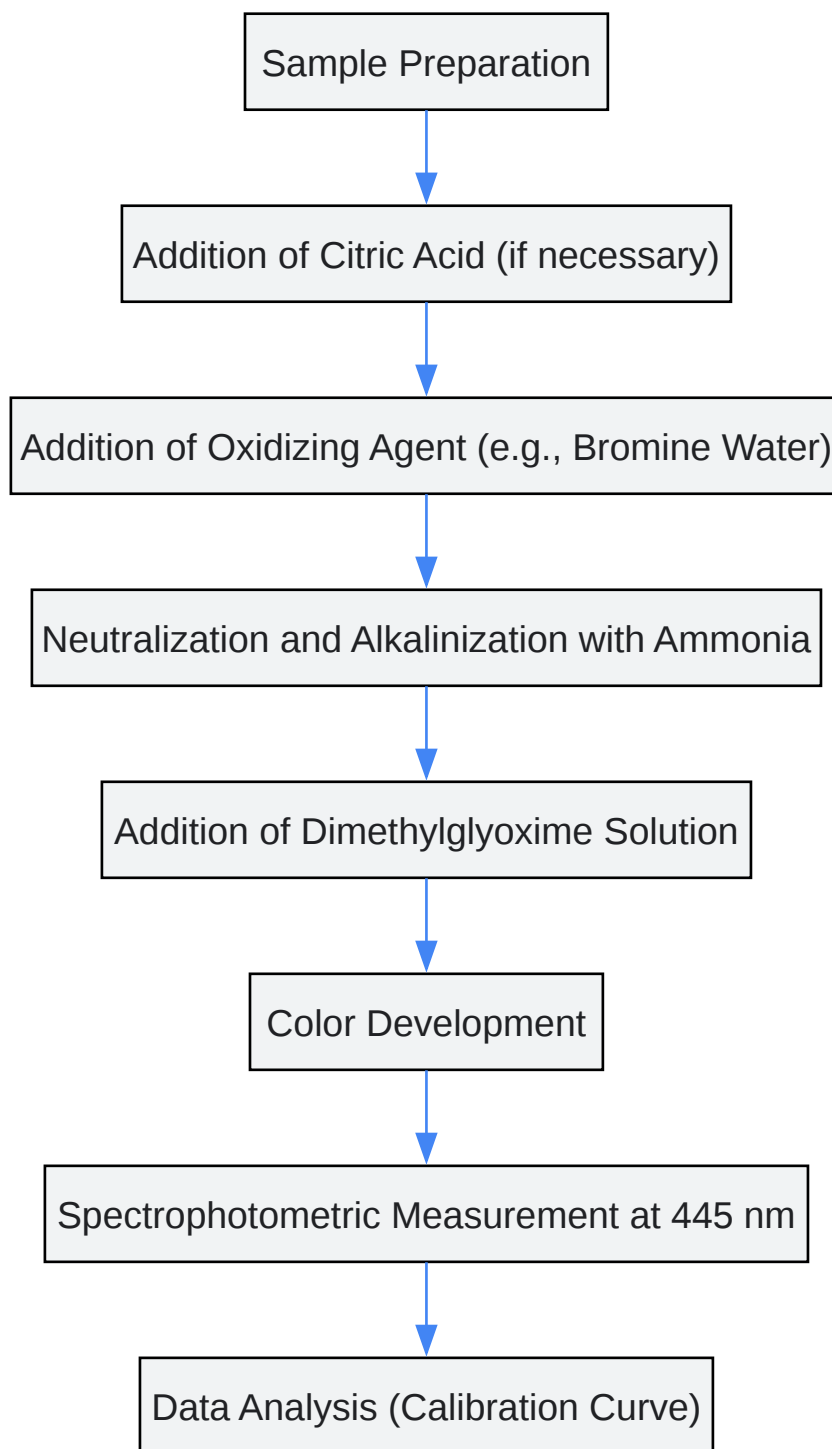 Sample Preparation
Addition of Citric Acid (if necessary)
Addition of Oxidizing Agent (e.g., Bromine Water)
Neutralization and Alkalinization with Ammonia
Addition of Dimethylglyoxime Solution
Color Development
Spectrophotometric Measurement at 445 nm
Data Analysis (Calibration Curve)